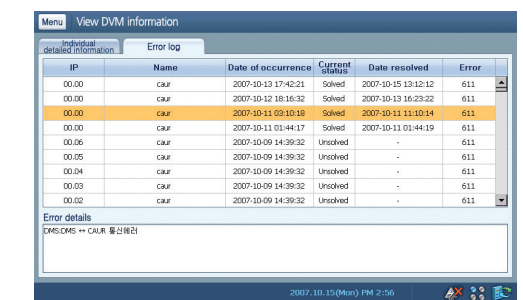 Menu View DVM information
Individual detailed information Error log
IP Name Date of occurrence Current status Date resolved Error
00.00 caur 2007-10-13 17:42:21 Solved 2007-10-15 13:12:12 611
00.00 caur 2007-10-12 18:16:32 Solved 2007-10-13 16:23:22 611
00.00 caur 2007-10-11 03:10:18 Solved 2007-10-11 11:10:14 611
00.00 caur 2007-10-11 01:44:17 Solved 2007-10-11 01:44:19 611
00.06 caur 2007-10-09 14:39:32 Unsolved - 611
00.05 caur 2007-10-09 14:39:32 Unsolved - 611
00.04 caur 2007-10-09 14:39:32 Unsolved - 611
00.03 caur 2007-10-09 14:39:32 Unsolved - 611
00.02 caur 2007-10-09 14:39:32 Unsolved - 611
Error details
DMS:DMS ↔ CAUR 통신에러
2007.10.15(Mon) PM 2:56